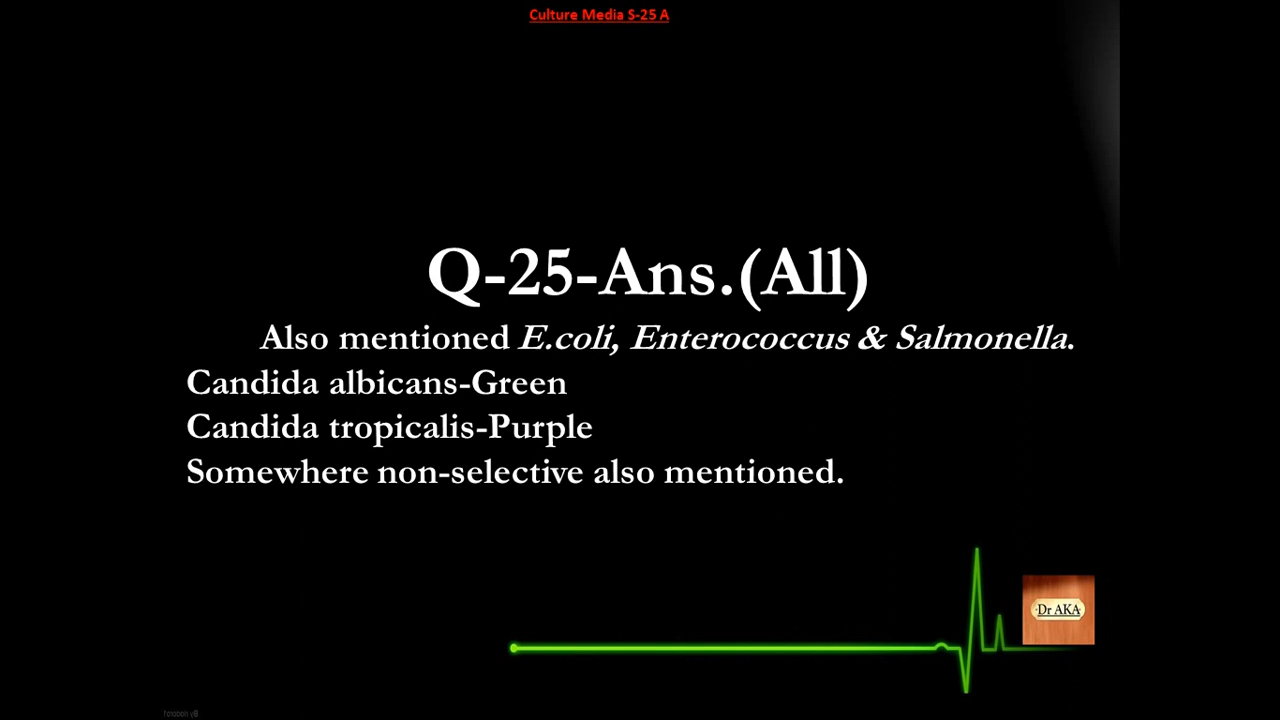 Culture Media S-25 A
Q-25-Ans.(All)
Also mentioned E.coli, Enterococcus & Salmonella.
Candida albicans-Green
Candida tropicalis-Purple
Somewhere non-selective also mentioned.
Dr AKA